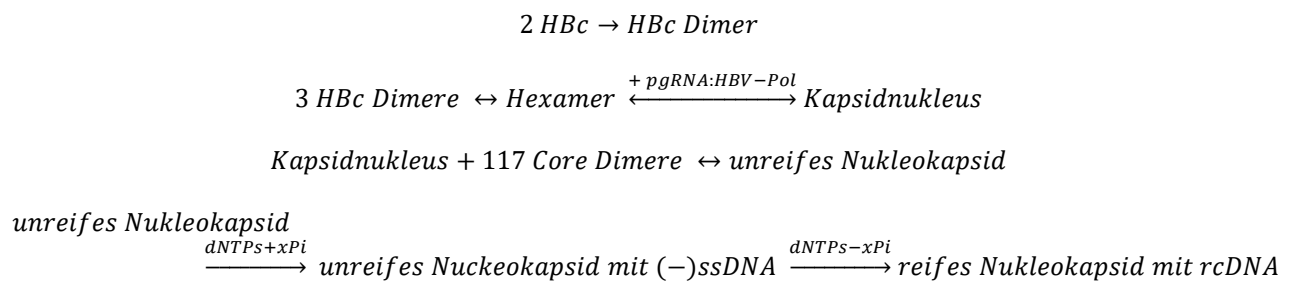 2 HBc → HBc Dimer
3 HBc Dimere ↔ Hexamer ←+ pgRNA:HBV−Pol→ Kapsidnukleus
Kapsidnukleus + 117 Core Dimere ↔ unreifes Nukleokapsid
unreifes Nukleokapsid
dNTPs+xPi→ unreifes Nuckeokapsid mit (−)ssDNA dNTPs−xPi→ reifes Nukleokapsid mit rcDNA